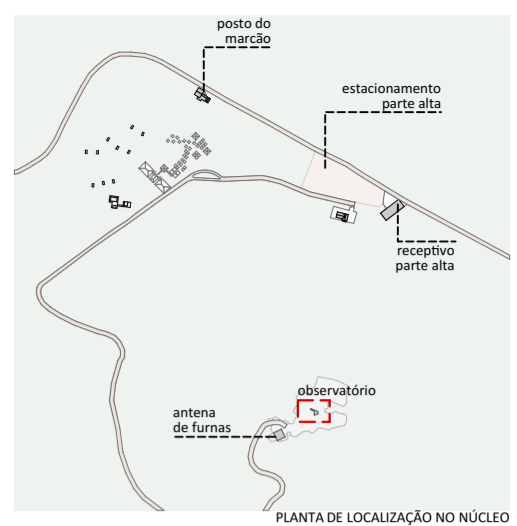 posto do
marcão
estacionamento
parte alta
receptivo
parte alta
observatório
antena
de furnas
PLANTA DE LOCALIZAÇÃO NO NÚCLEO